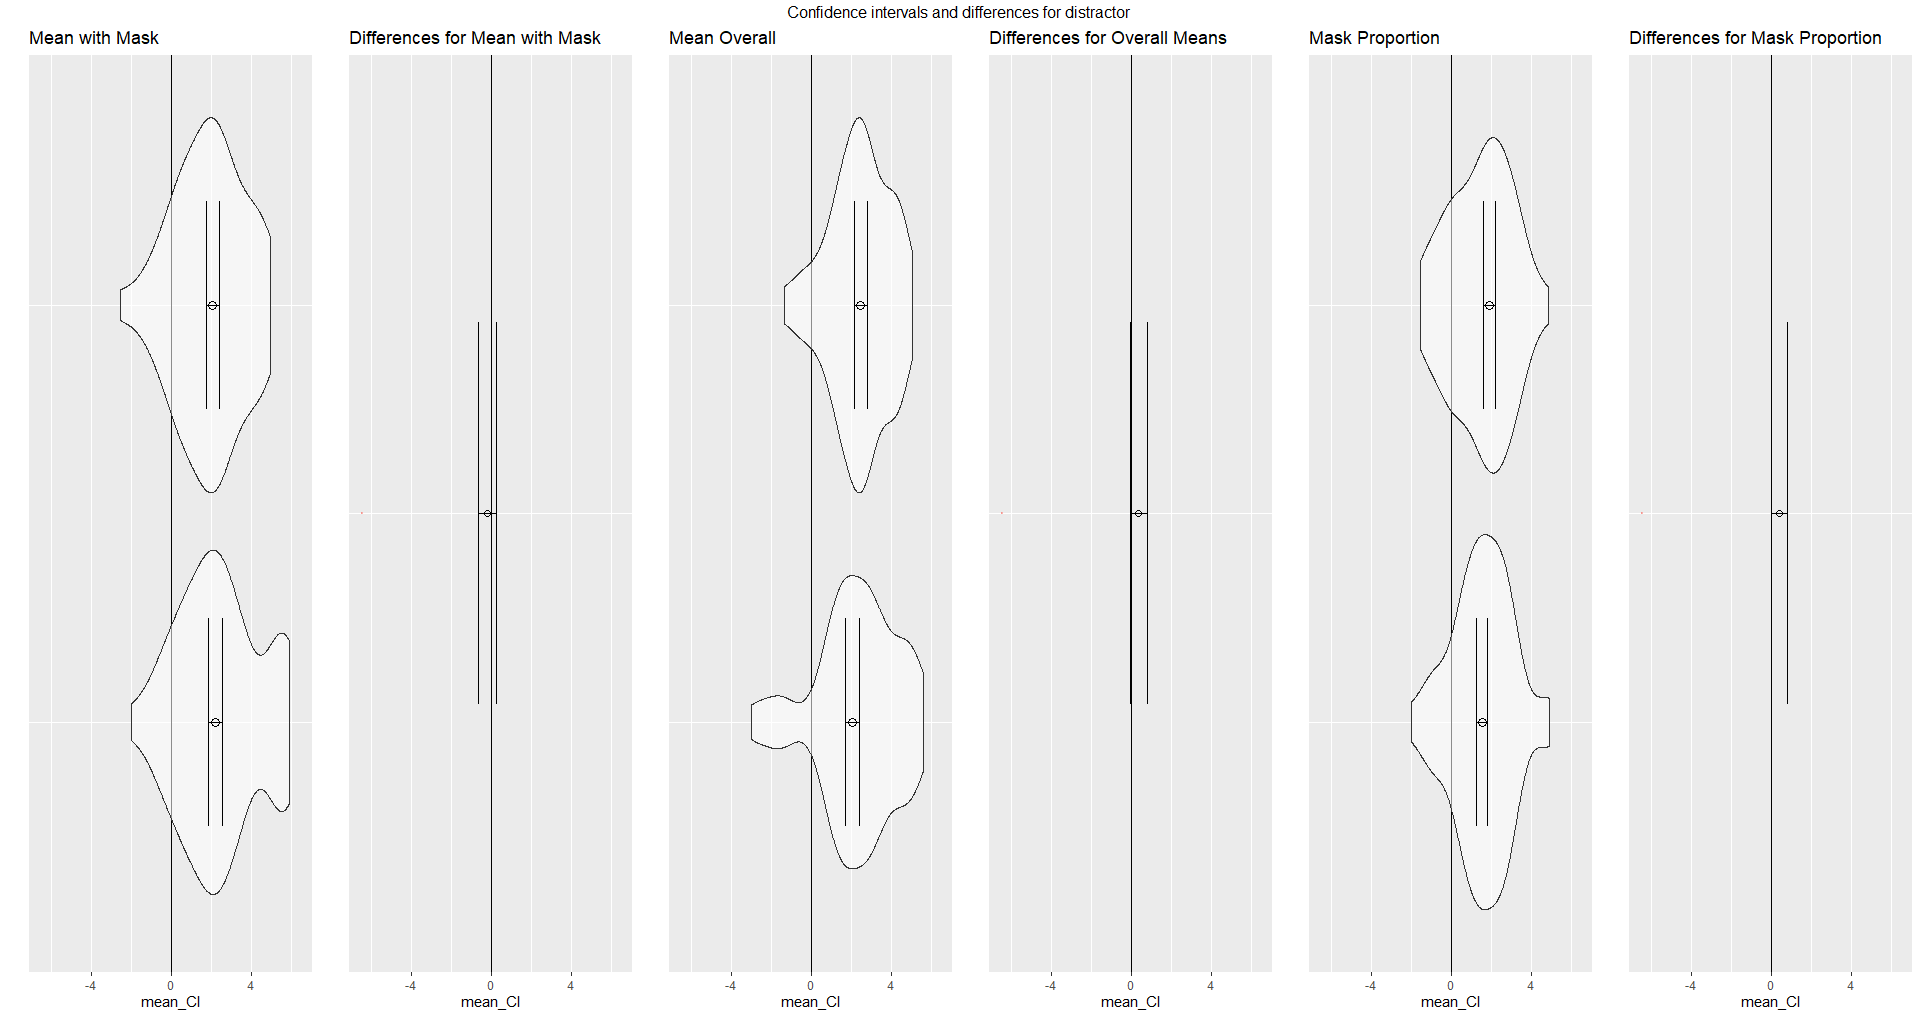 Confidence intervals and differences for distractor
Mean with Mask
Differences for Mean with Mask
Mean Overall
Differences for Overall Means
Mask Proportion
Differences for Mask Proportion
-4 0 4
-4 0 4
-4 0 4
-4 0 4
-4 0 4
-4 0 4
mean_CI
mean_CI
mean_CI
mean_CI
mean_CI
mean_CI